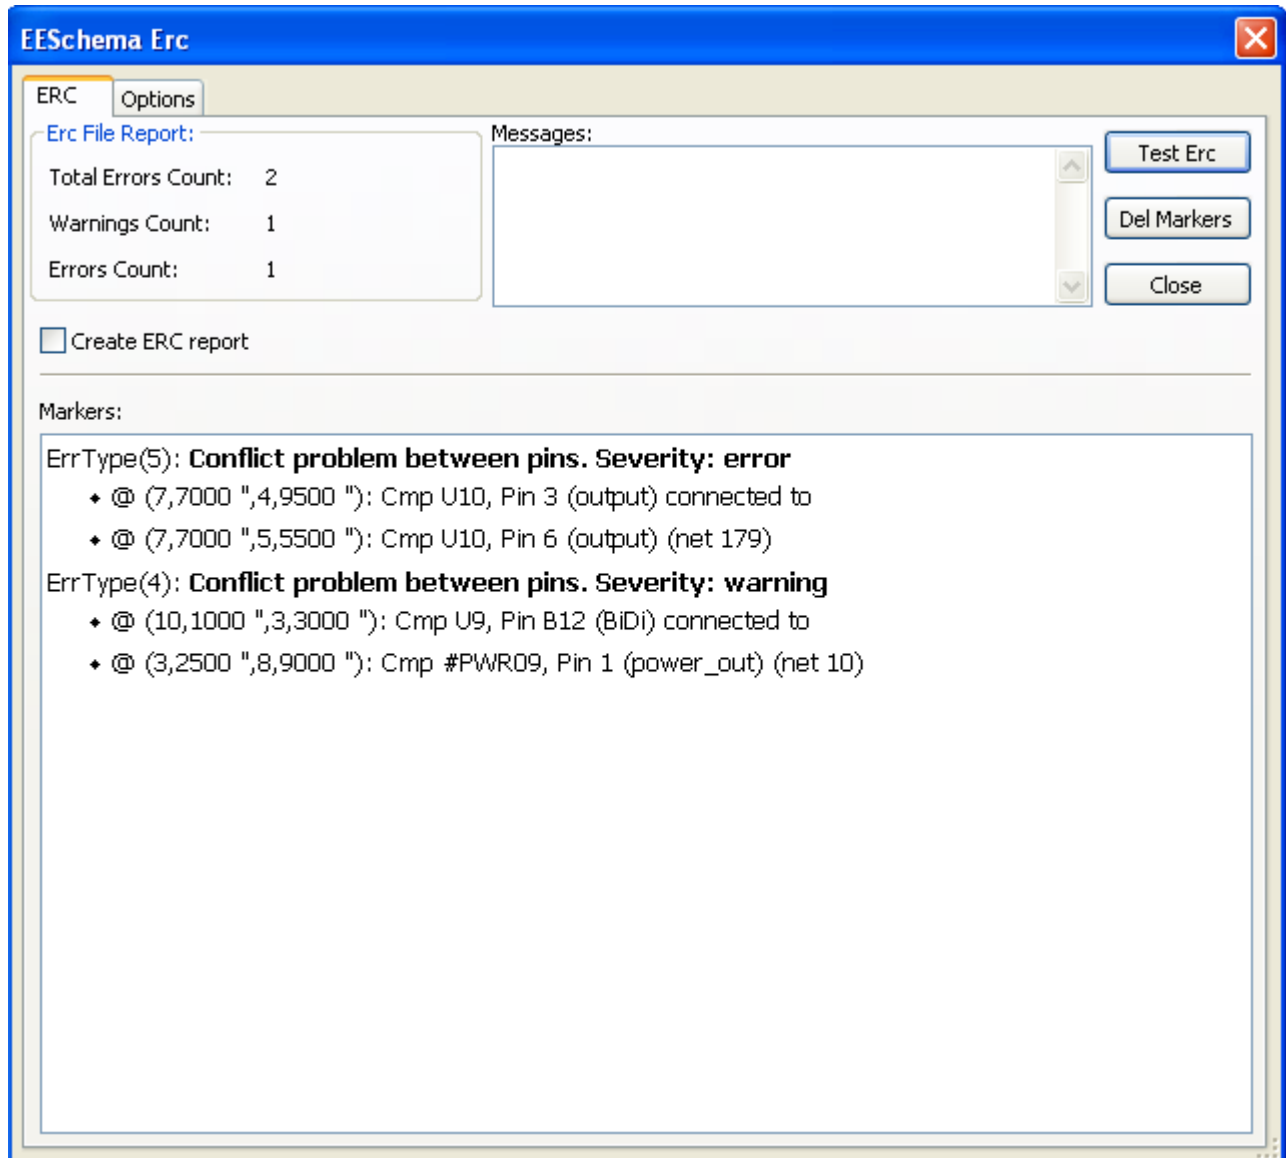 EESchema Erc
ERC
Options
Erc File Report:
Total Errors Count: 2
Warnings Count: 1
Errors Count: 1
Messages:
Test Erc
Del Markers
Close
Create ERC report
Markers:
ErrType(5): Conflict problem between pins. Severity: error
@ (7,7000 ",4,9500 "): Cmp U10, Pin 3 (output) connected to
@ (7,7000 ",5,5500 "): Cmp U10, Pin 6 (output) (net 179)
ErrType(4): Conflict problem between pins. Severity: warning
@ (10,1000 ",3,3000 "): Cmp U9, Pin B12 (BiDi) connected to
@ (3,2500 ",8,9000 "): Cmp #PWR09, Pin 1 (power_out) (net 10)